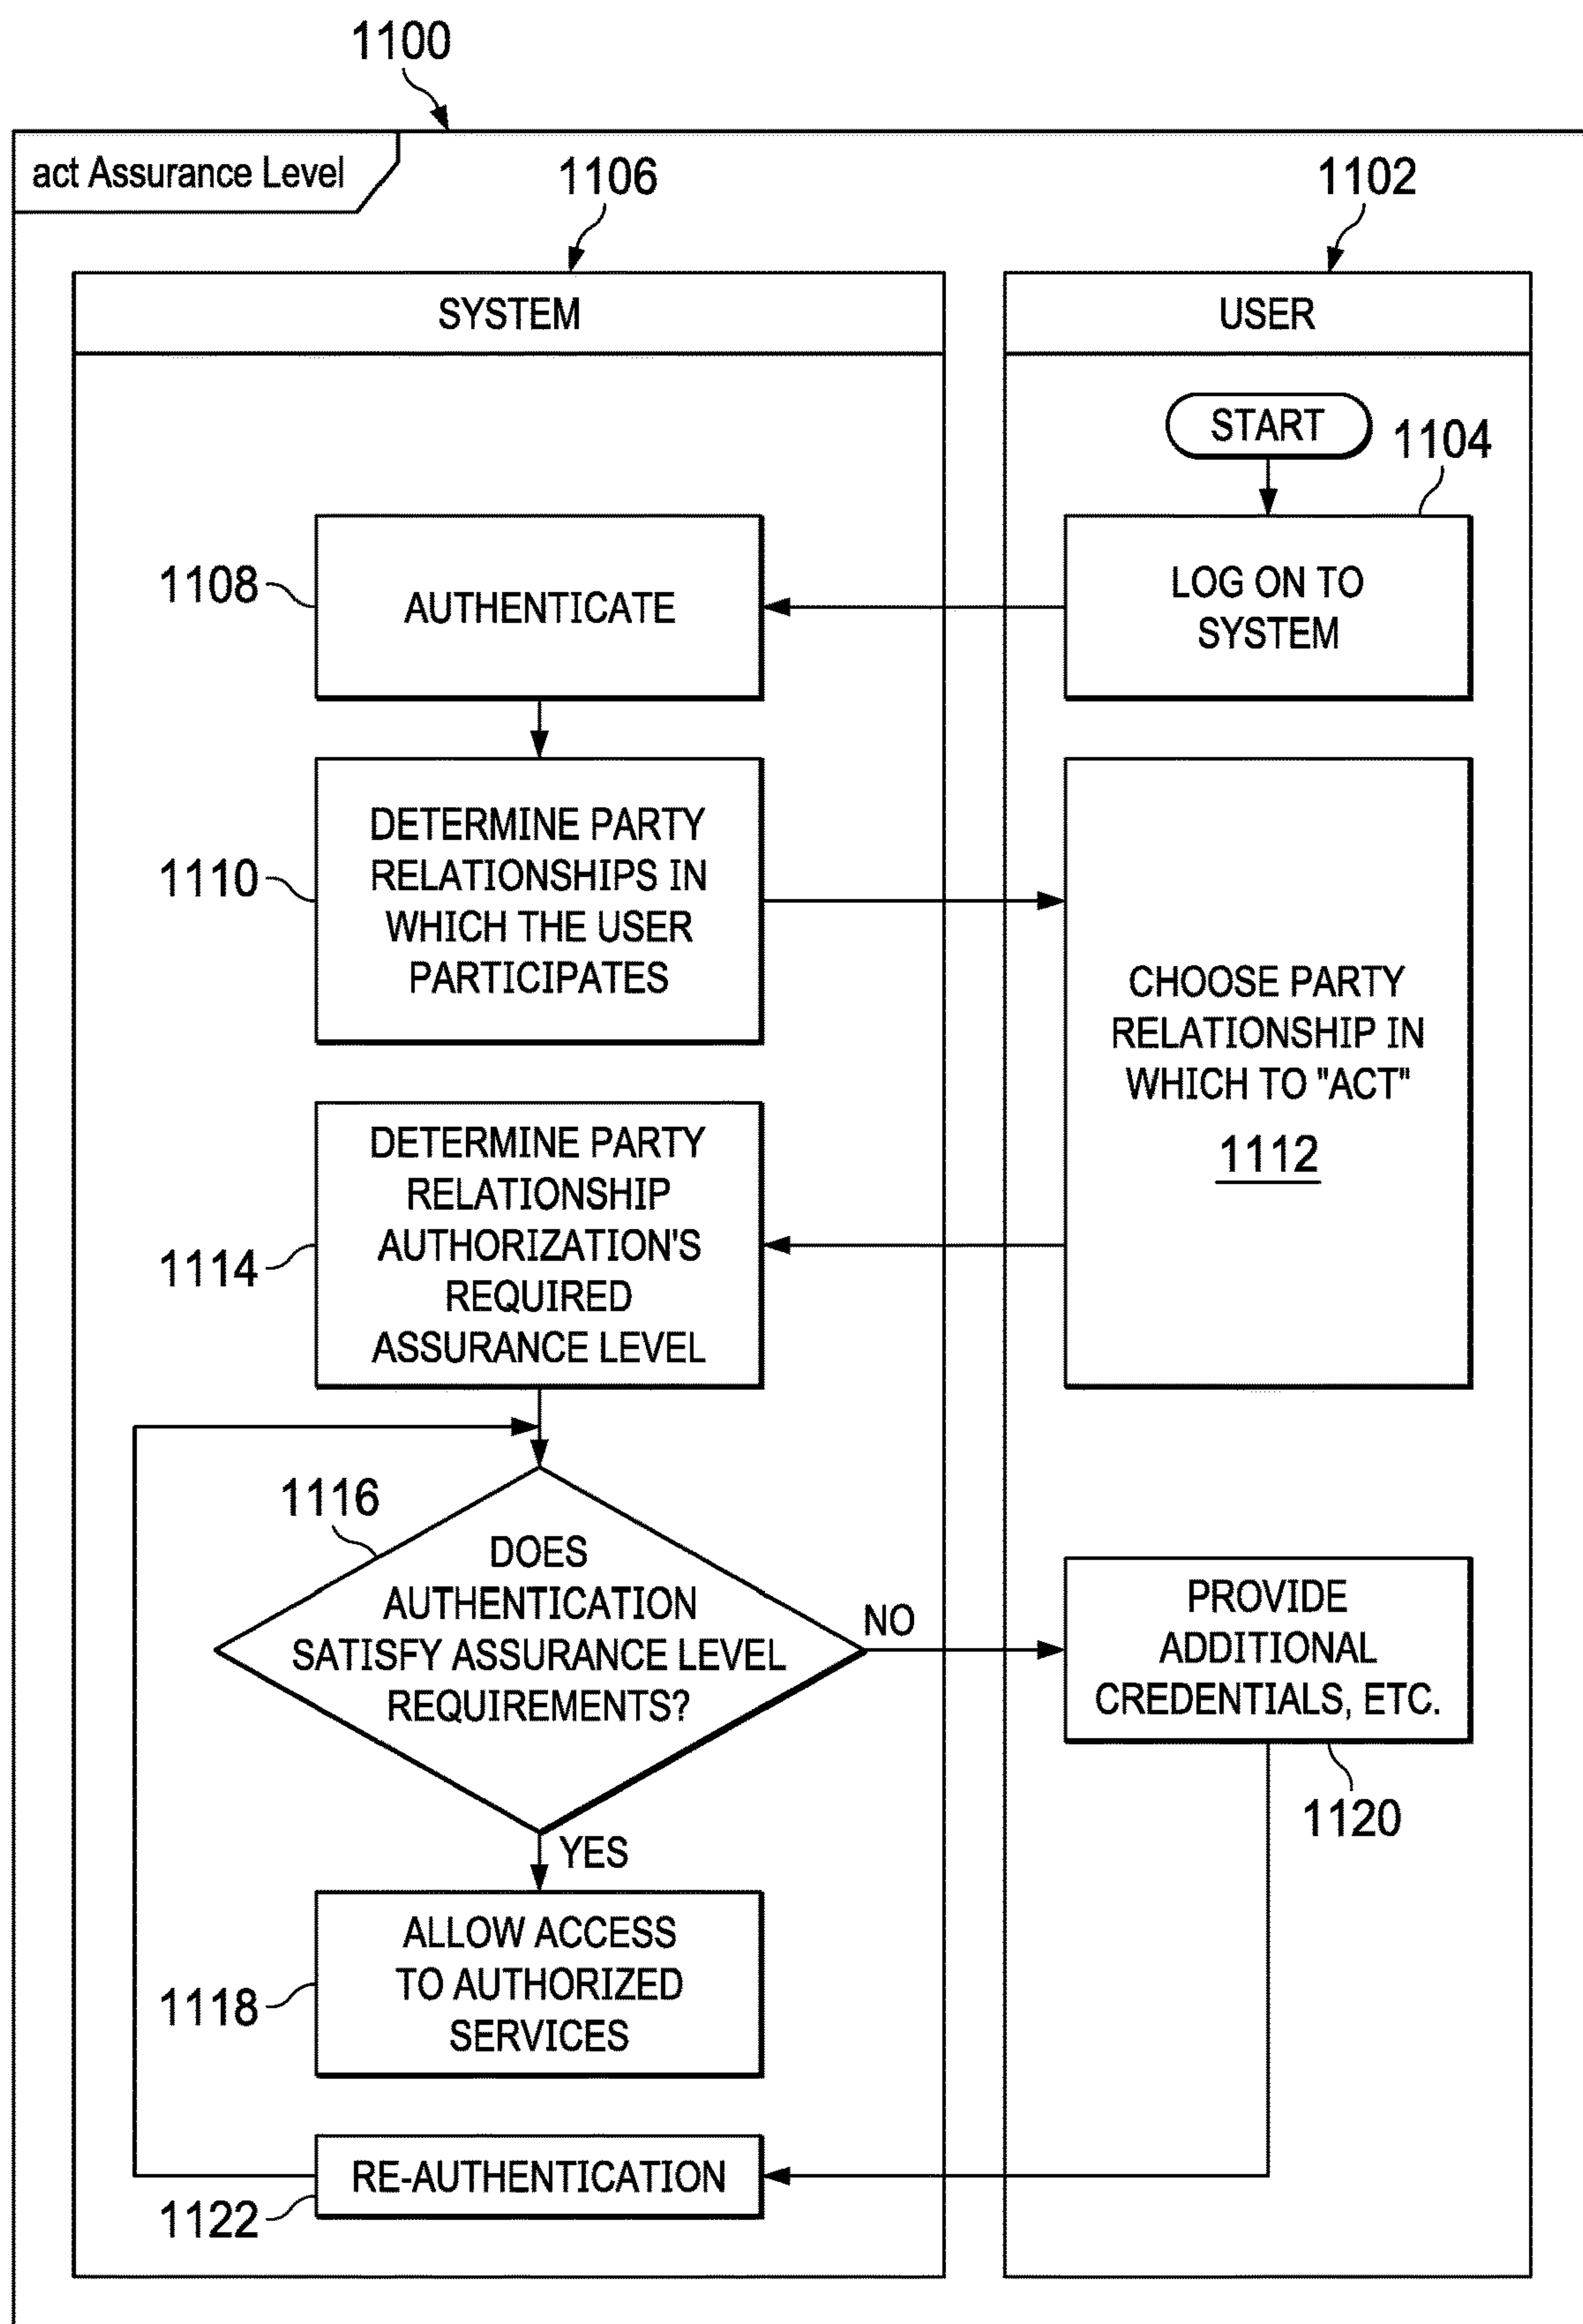 1100
act Assurance Level
1106
1102
SYSTEM
USER
START
1104
LOG ON TO
SYSTEM
1108
AUTHENTICATE
1110
DETERMINE PARTY
RELATIONSHIPS IN
WHICH THE USER
PARTICIPATES
CHOOSE PARTY
RELATIONSHIP IN
WHICH TO "ACT"
1112
1114
DETERMINE PARTY
RELATIONSHIP
AUTHORIZATION'S
REQUIRED
ASSURANCE LEVEL
1116
DOES
AUTHENTICATION
SATISFY ASSURANCE LEVEL
REQUIREMENTS?
NO
PROVIDE
ADDITIONAL
CREDENTIALS, ETC.
1120
YES
1118
ALLOW ACCESS
TO AUTHORIZED
SERVICES
RE-AUTHENTICATION
1122